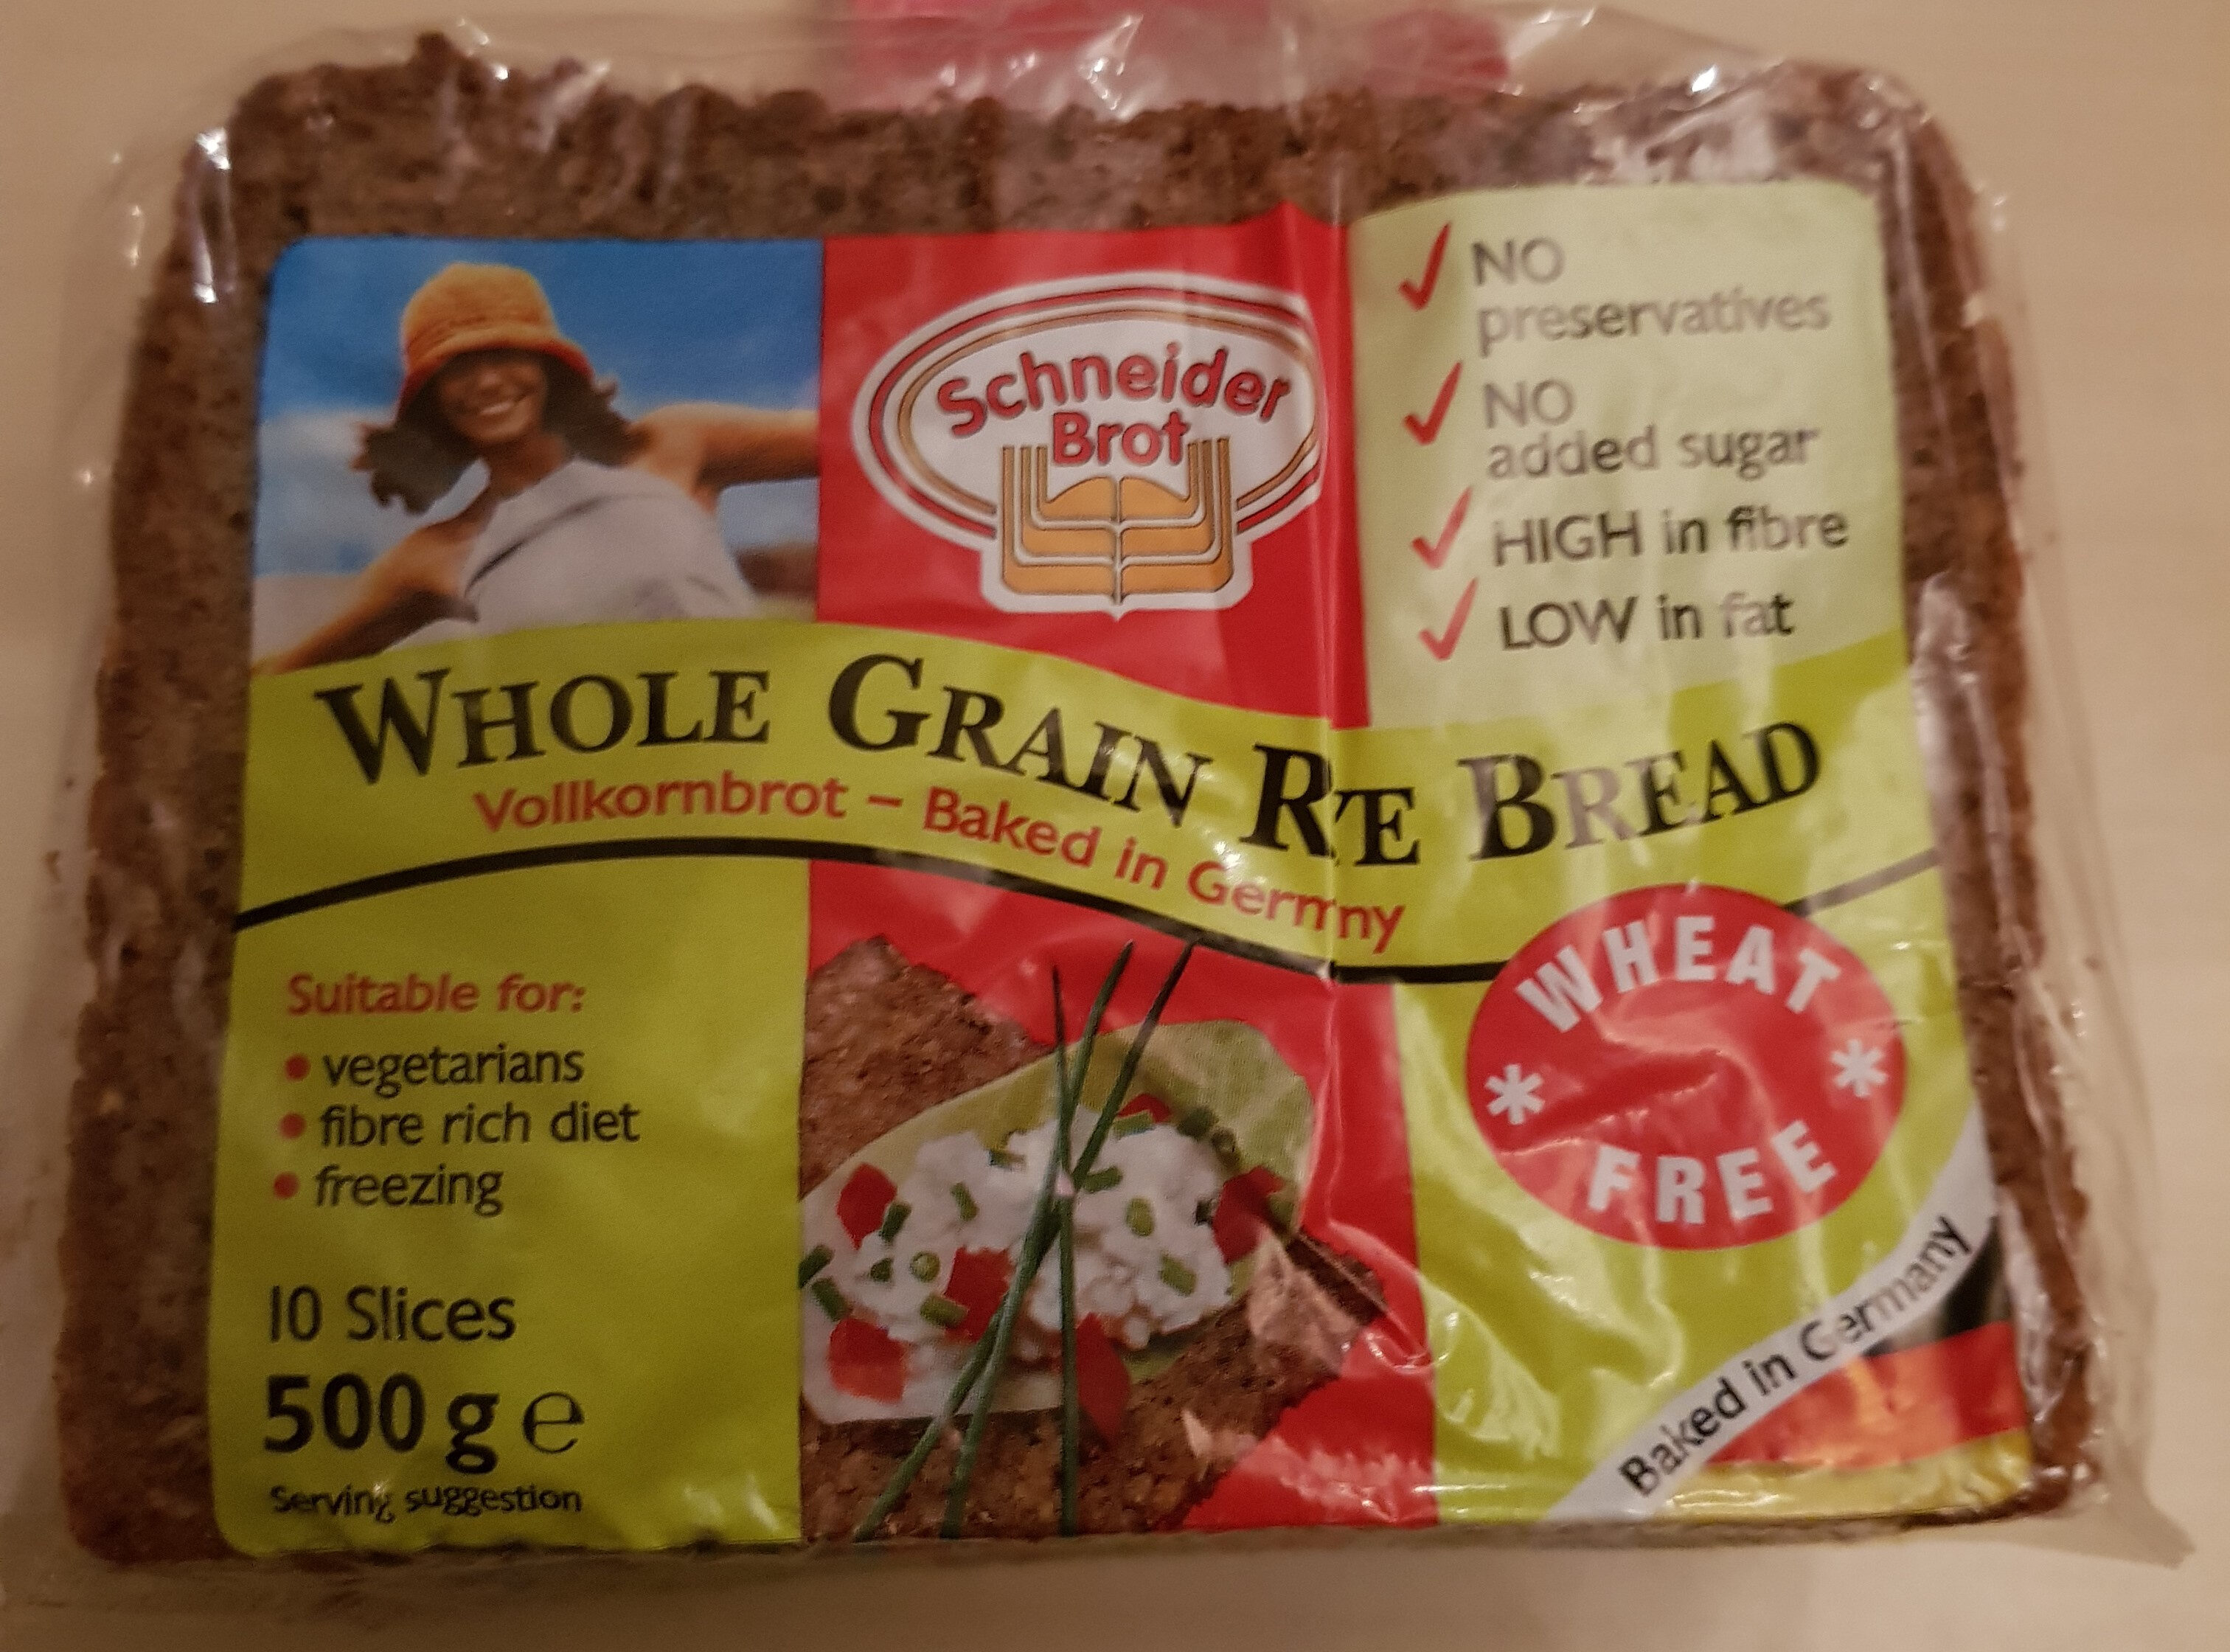 Schneider
Brot
✓ NO
preservatives
✓ NO
added sugar
✓ HIGH in fibre
✓ LOW in fat
WHOLE GRAIN RYE BREAD
Vollkornbrot – Baked in Germany
Suitable for:
• vegetarians
• fibre rich diet
• freezing
10 Slices
500 g ℮
Serving suggestion
* WHEAT *
FREE
Baked in Germany